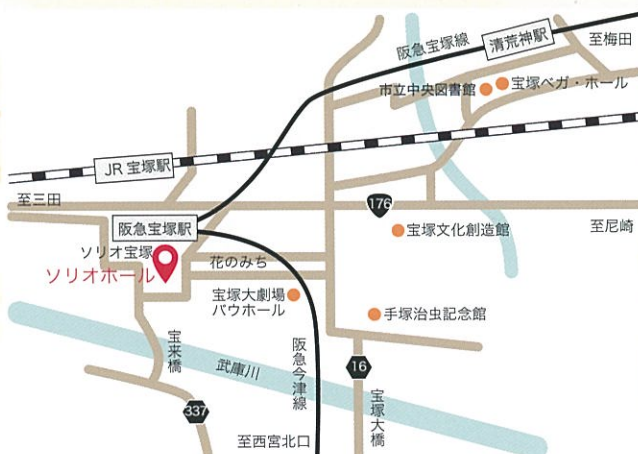 阪急宝塚線
清荒神駅
至梅田
市立中央図書館
宝塚ベガ・ホール
JR 宝塚駅
至三田
176
阪急宝塚駅
宝塚文化創造館
至尼崎
ソリオ宝塚
ソリオホール
花のみち
宝塚大劇場
バウホール
手塚治虫記念館
宝来橋
武庫川
阪急今津線
16
宝塚大橋
337
至西宮北口